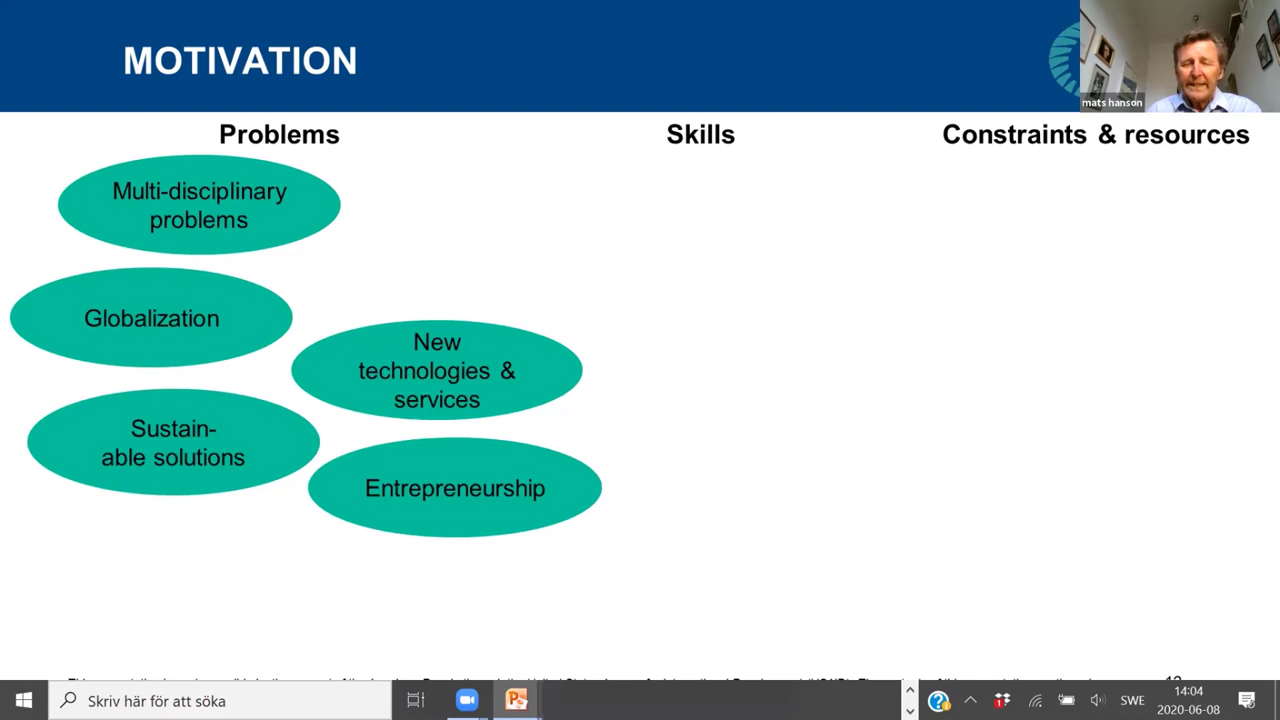 MOTIVATION
mats hanson
Problems
Skills
Constraints & resources
Multi-disciplinary
problems
Globalization
New
technologies &
services
Sustain-
able solutions
Entrepreneurship
Skriv här för att söka
SWE
14:04
2020-06-08